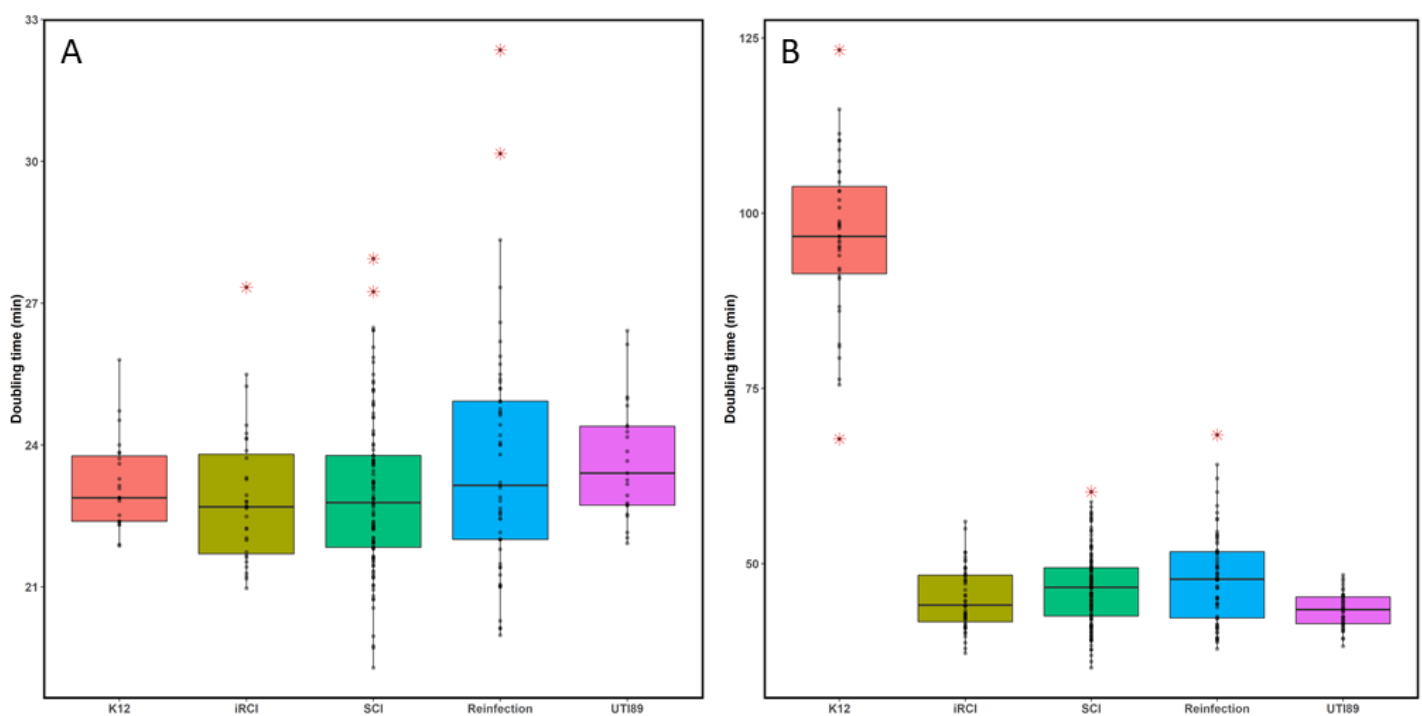 A
Doubling time (min)
33
30
27
24
21
K12 iRCI SCI Reinfection UTI89
B
Doubling time (min)
125
100
75
50
K12 iRCI SCI Reinfection UTI89